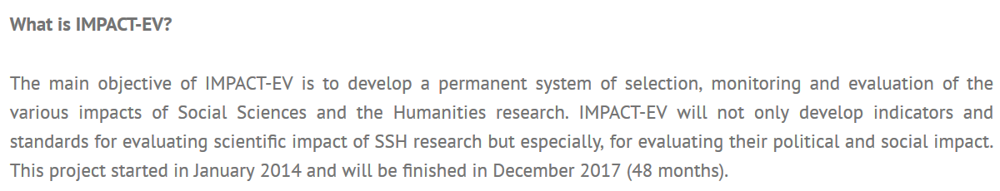 What is IMPACT-EV?
The main objective of IMPACT-EV is to develop a permanent system of selection, monitoring and evaluation of the
various impacts of Social Sciences and the Humanities research. IMPACT-EV will not only develop indicators and
standards for evaluating scientific impact of SSH research but especially, for evaluating their political and social impact.
This project started in January 2014 and will be finished in December 2017 (48 months).